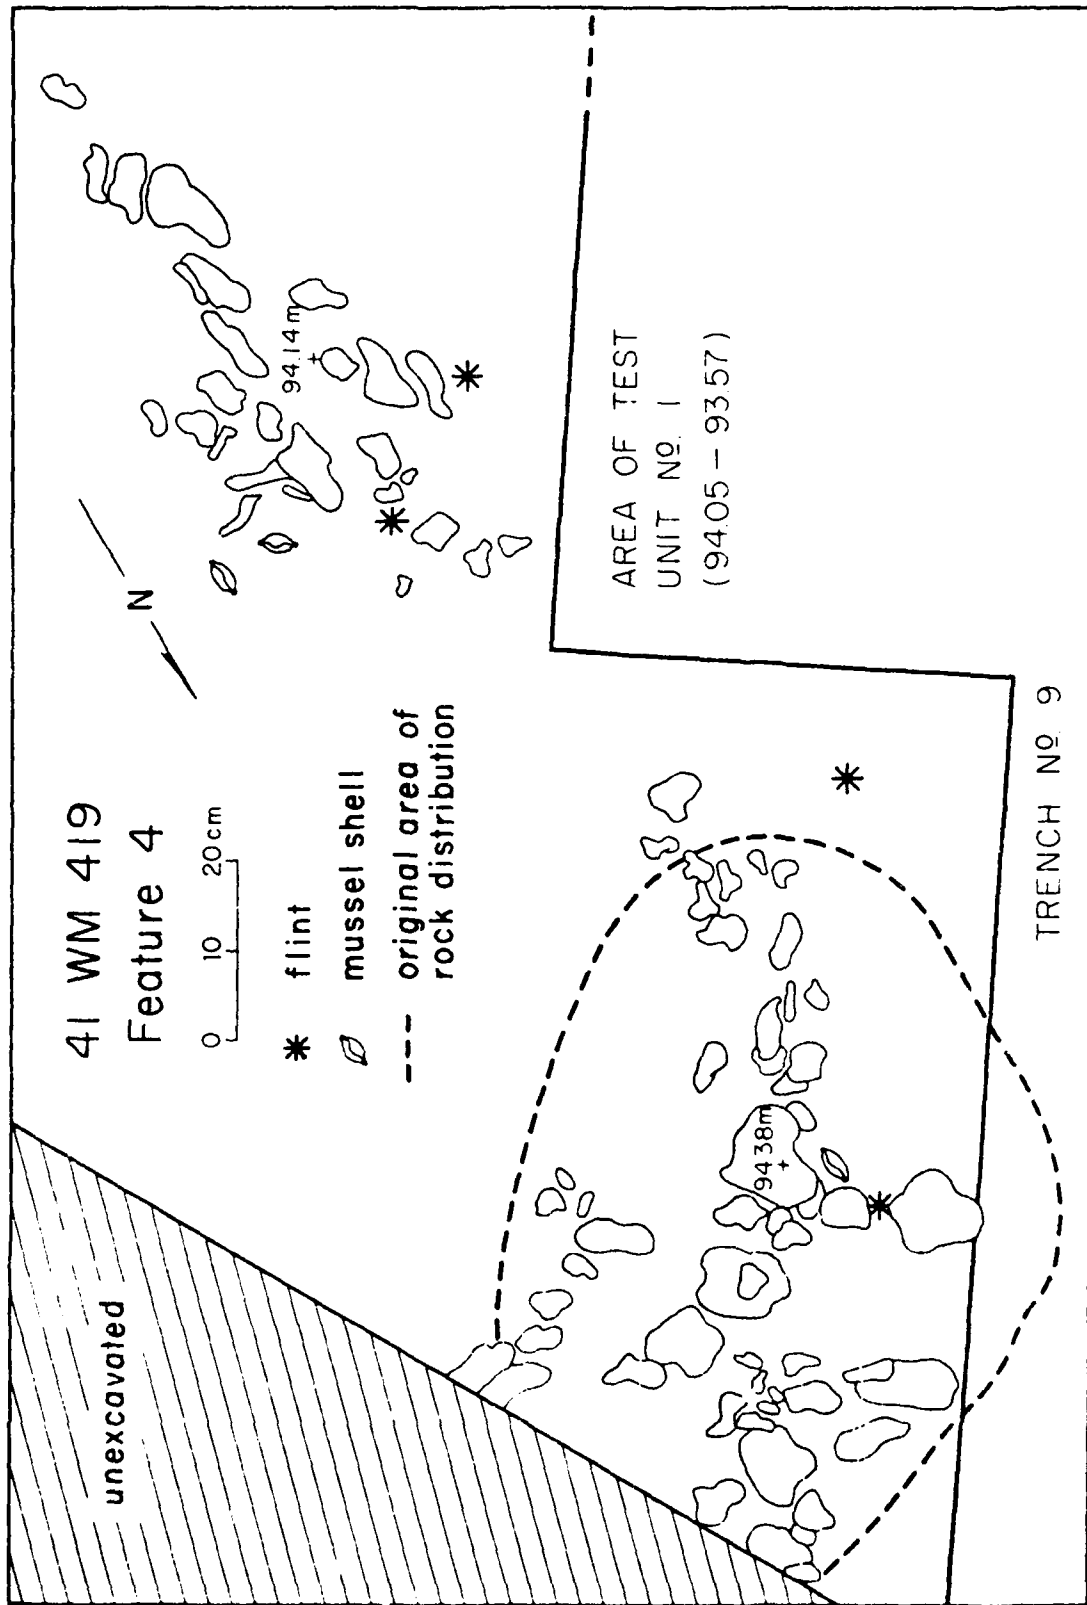 41 WM 419
Feature 4
0 10 20cm
flint
mussel shell
original area of
rock distribution
unexcavated
N
94.14m
94.38m
AREA OF TEST
UNIT No. 1
(94.05 – 93.57)
TRENCH No 9